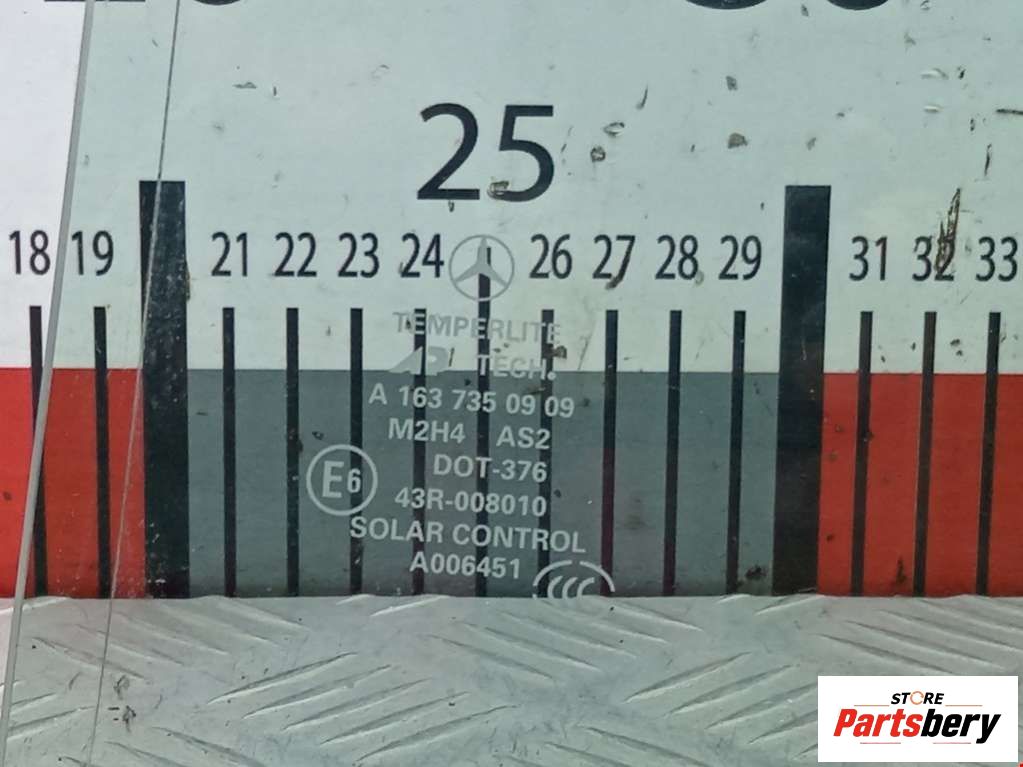 25
18 19 21 22 23 24 26 27 28 29 31 32 33
TEMPERLITE
TECH.
A 163 735 09 09
M2H4 AS2
DOT-376
E6
43R-008010
SOLAR CONTROL
A006451
CCC
STORE
Partsbery